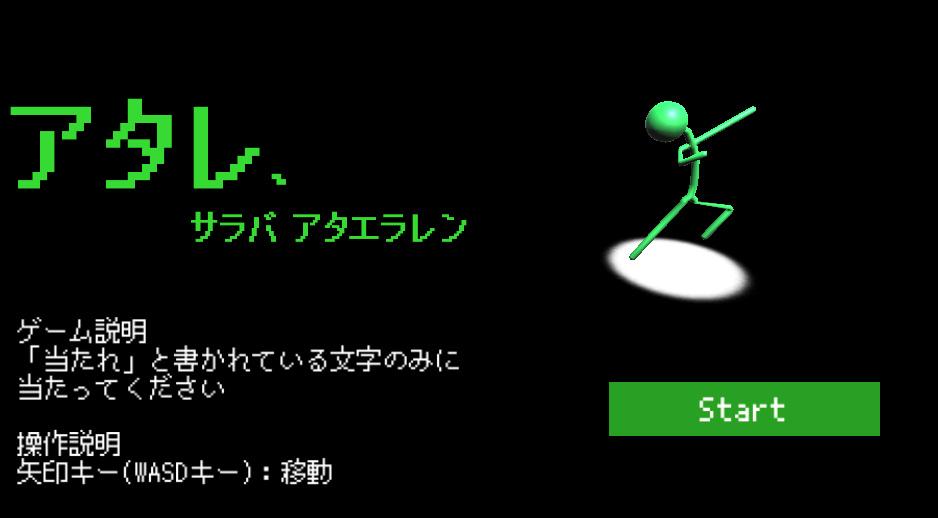 アタレ、
サラバ アタエラレン
ゲーム説明
「当たれ」と書かれている文字のみに
当たってください
操作説明
矢印キー(WASDキー):移動
Start